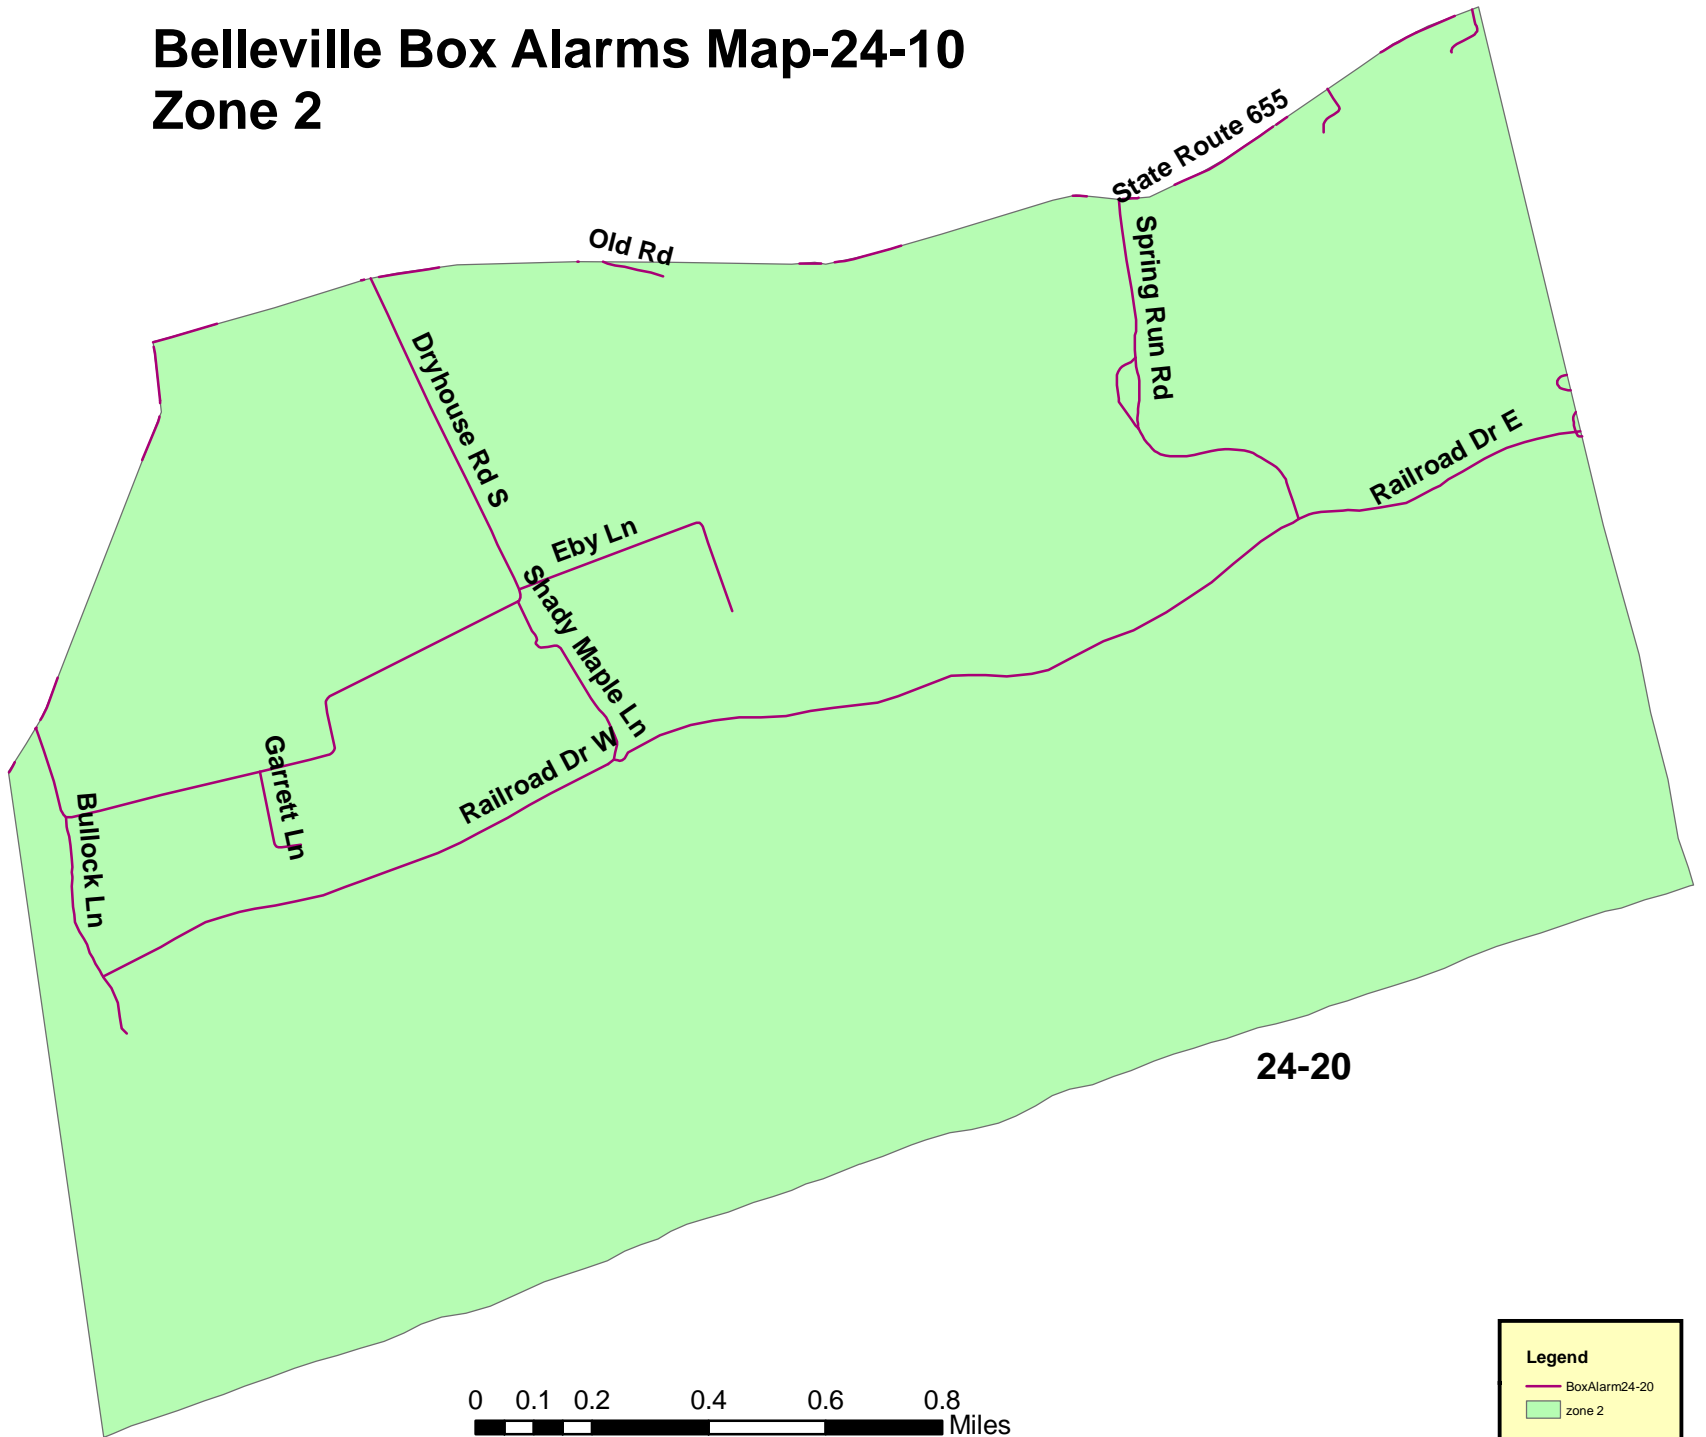 Belleville Box Alarms Map-24-10
Zone 2
State Route 655
Old Rd
Spring Run Rd
Dryhouse Rd S
Railroad Dr E
Eby Ln
Shady Maple Ln
Railroad Dr W
Garrett Ln
Bullock Ln
24-20
Legend
BoxAlarm24-20
zone 2
0 0.1 0.2 0.4 0.6 0.8
Miles